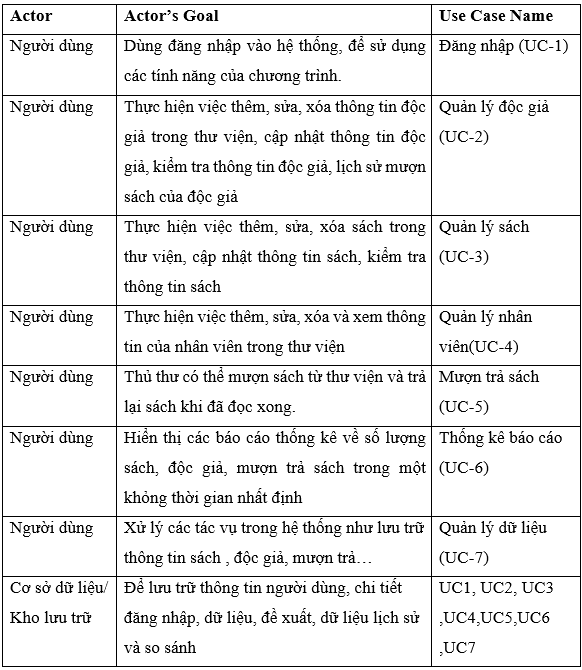 Actor Actor's Goal Use Case Name
Người dùng Dùng đăng nhập vào hệ thống, để sử dụng Đăng nhập (UC-1)
các tính năng của chương trình.
Người dùng Thực hiện việc thêm, sửa, xóa thông tin độc Quản lý độc giả
giả trong thư viện, cập nhật thông tin độc (UC-2)
giả, kiểm tra thông tin độc giả, lịch sử mượn
sách của độc giả
Người dùng Thực hiện việc thêm, sửa, xóa sách trong Quản lý sách
thư viện, cập nhật thông tin sách, kiểm tra (UC-3)
thông tin sách
Người dùng Thực hiện việc thêm, sửa, xóa và xem thông Quản lý nhân
tin của nhân viên trong thư viện viên(UC-4)
Người dùng Thủ thư có thể mượn sách từ thư viện và trả Mượn trả sách
lại sách khi đã đọc xong. (UC-5)
Người dùng Hiển thị các báo cáo thống kê về số lượng Thống kê báo cáo
sách, độc giả, mượn trả sách trong một (UC-6)
khỏng thời gian nhất định
Người dùng Xử lý các tác vụ trong hệ thống như lưu trữ Quản lý dữ liệu
thông tin sách , độc giả, mượn trả… (UC-7)
Cơ sở dữ liệu/ Để lưu trữ thông tin người dùng, chi tiết UC1, UC2, UC3
Kho lưu trữ đăng nhập, dữ liệu, đề xuất, dữ liệu lịch sử ,UC4,UC5,UC6
và so sánh ,UC7